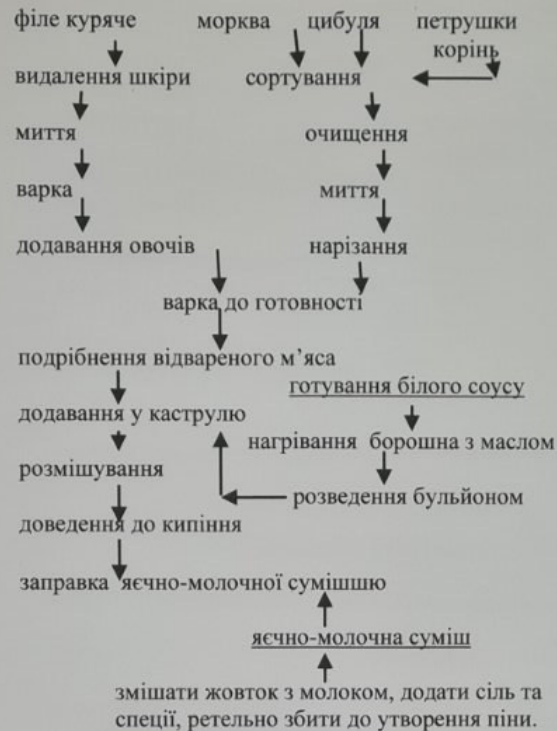 філе куряче морква цибуля петрушки
корінь
видалення шкіри сортування
очищення
миття
миття
варка
додавання овочів нарізання
варка до готовності
подрібнення відвареного м’яса
готування білого соусу
додавання у каструлю
нагрівання борошна з маслом
розмішування
розведення бульйоном
доведення до кипіння
заправка яєчно-молочної сумішшю
яєчно-молочна суміш
змішати жовток з молоком, додати сіль та
спеції, ретельно збити до утворення піни.